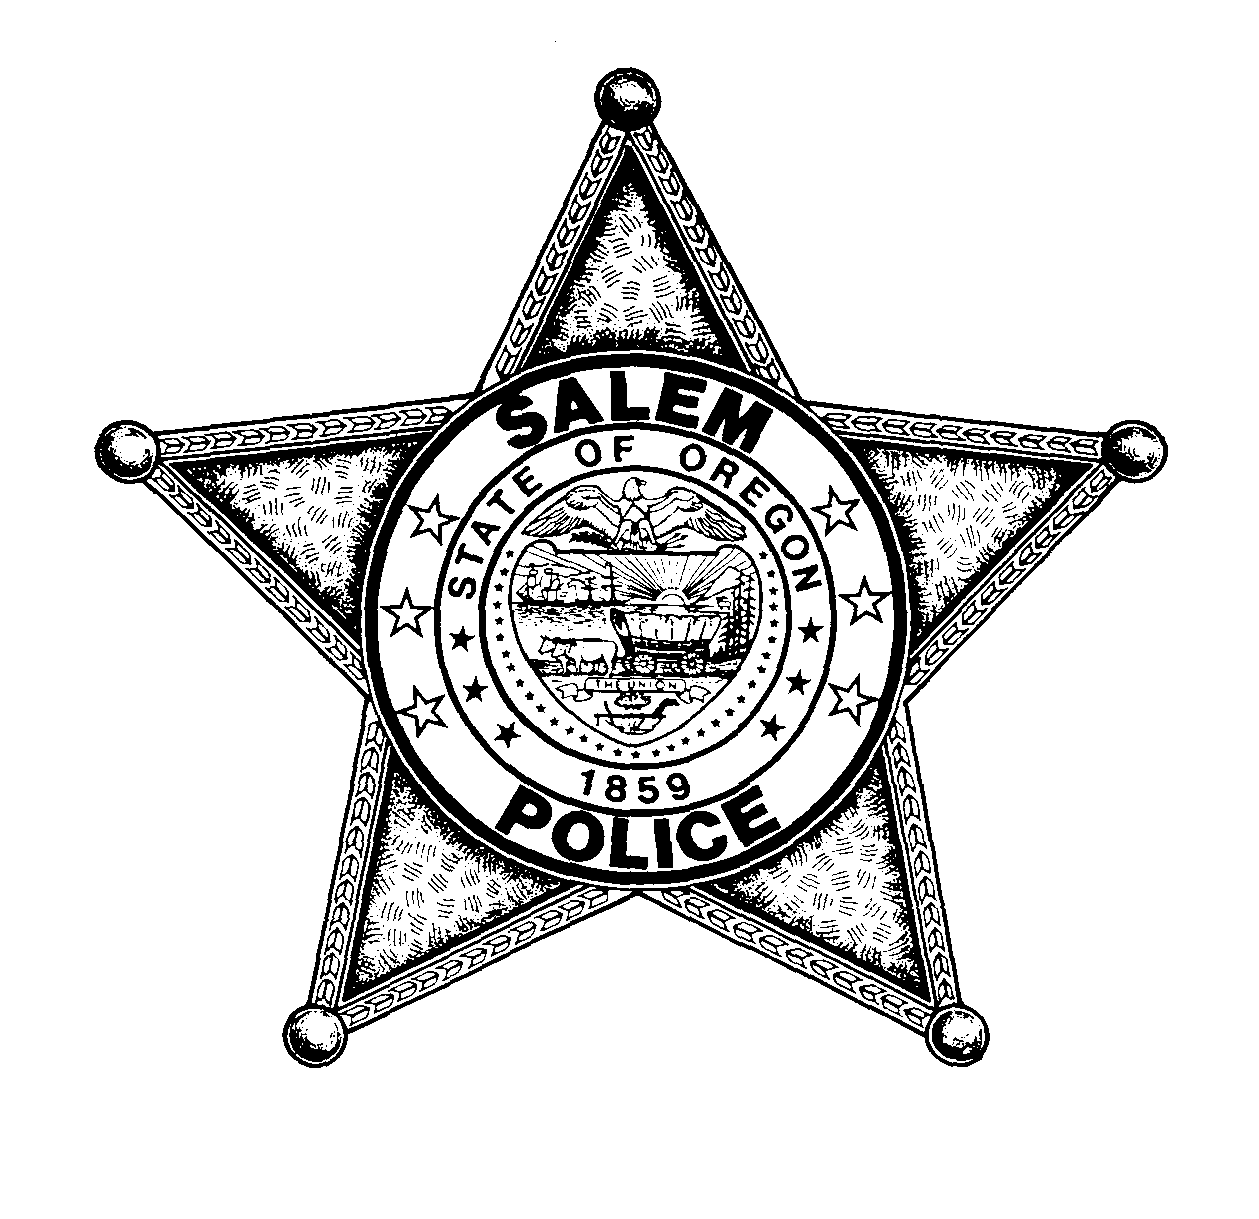 SALEM
STATE OF OREGON
THE UNION
1859
POLICE